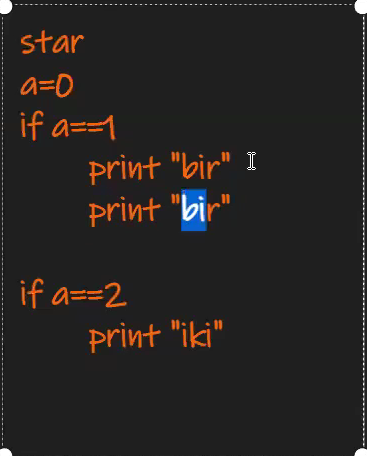 star
a=0
if a==1
print "bir"
print "bir"
if a==2
print "iki"